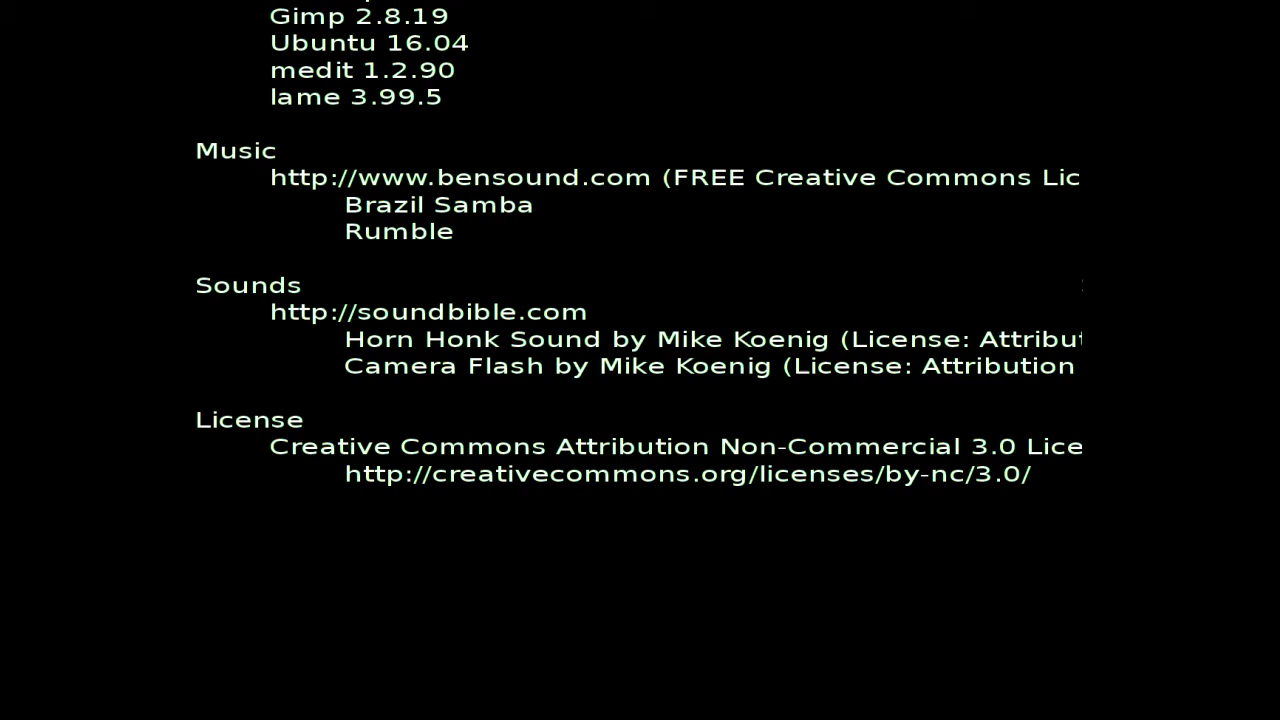 Gimp 2.8.19
Ubuntu 16.04
medit 1.2.90
lame 3.99.5
Music
http://www.bensound.com (FREE Creative Commons Lic
Brazil Samba
Rumble
Sounds
http://soundbible.com
Horn Honk Sound by Mike Koenig (License: Attribut
Camera Flash by Mike Koenig (License: Attribution
License
Creative Commons Attribution Non-Commercial 3.0 Lice
http://creativecommons.org/licenses/by-nc/3.0/